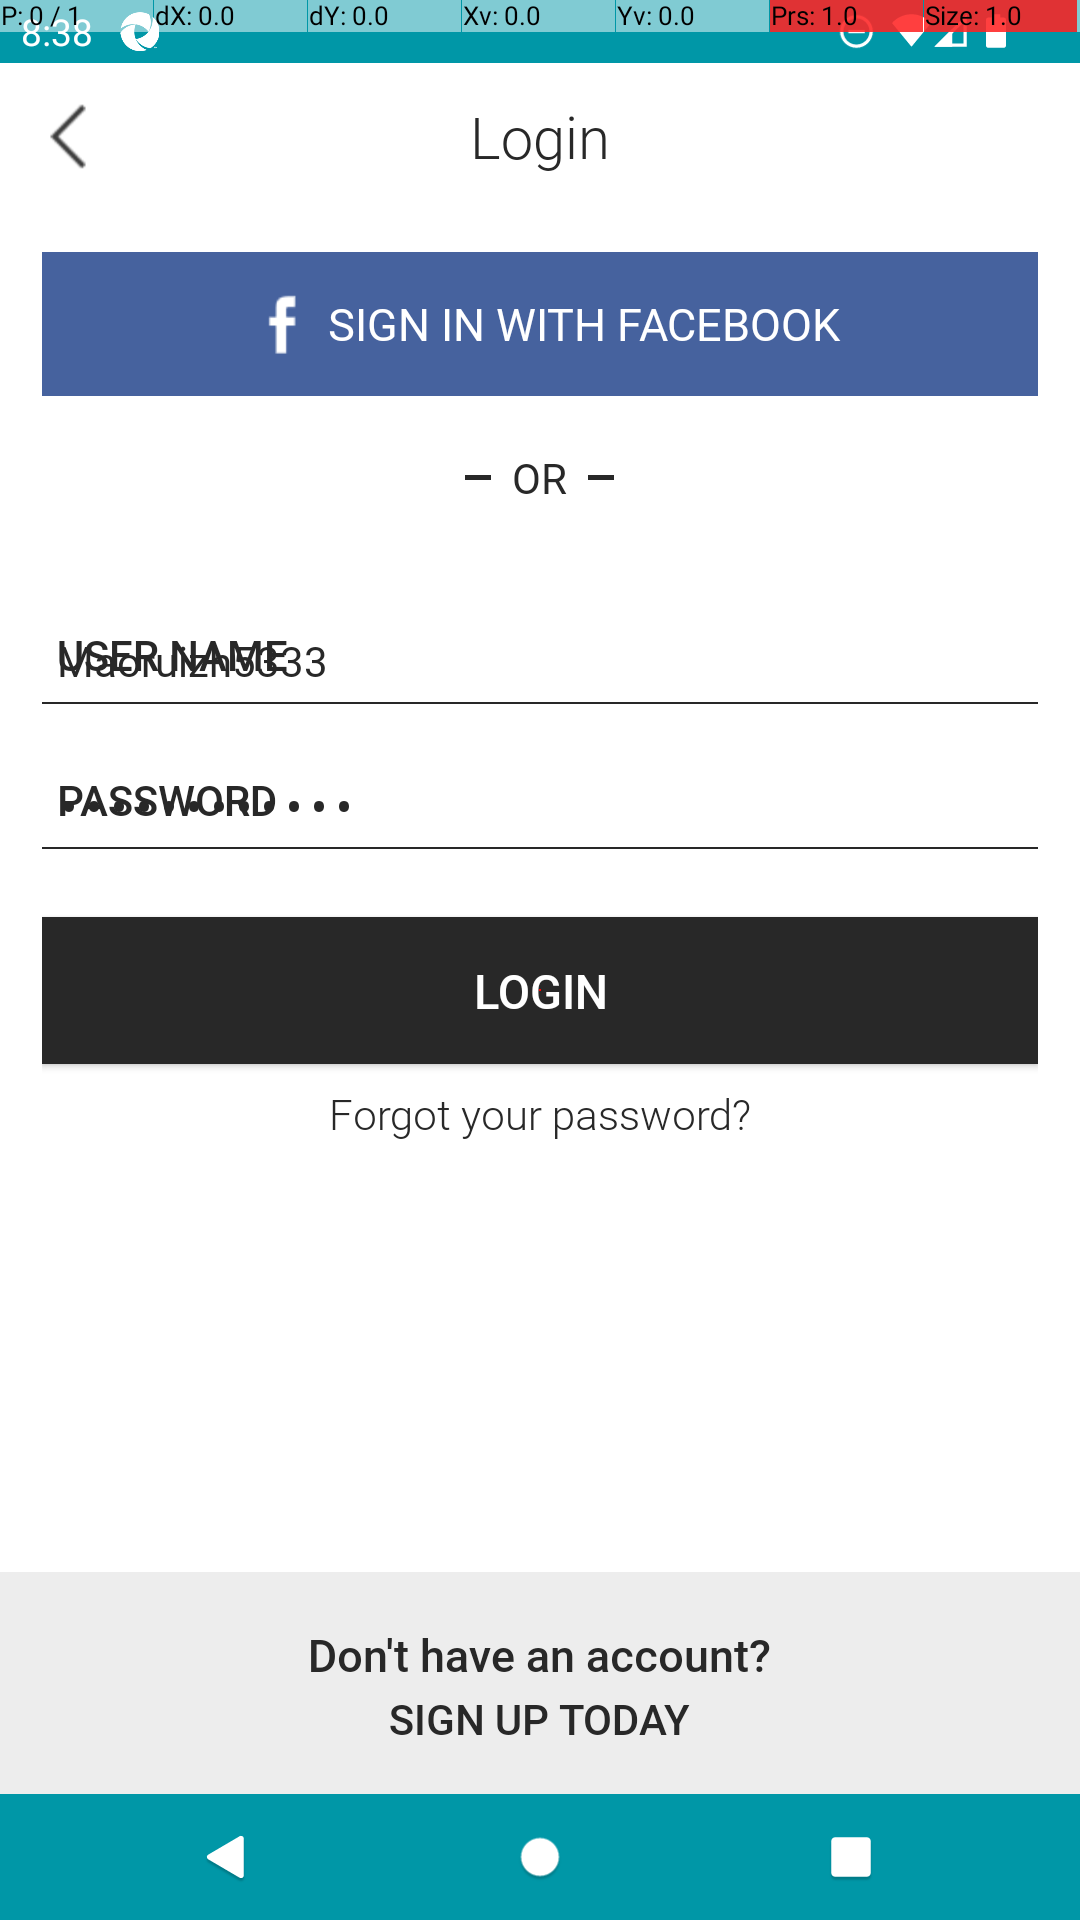 P: 0 / 1 dX: 0.0 dY: 0.0 Xv: 0.0 Yv: 0.0 Prs: 1.0 Size: 1.0
8:38
Login
f SIGN IN WITH FACEBOOK
– OR –
USER NAME
PASSWORD
LOGIN
Forgot your password?
Don't have an account?
SIGN UP TODAY